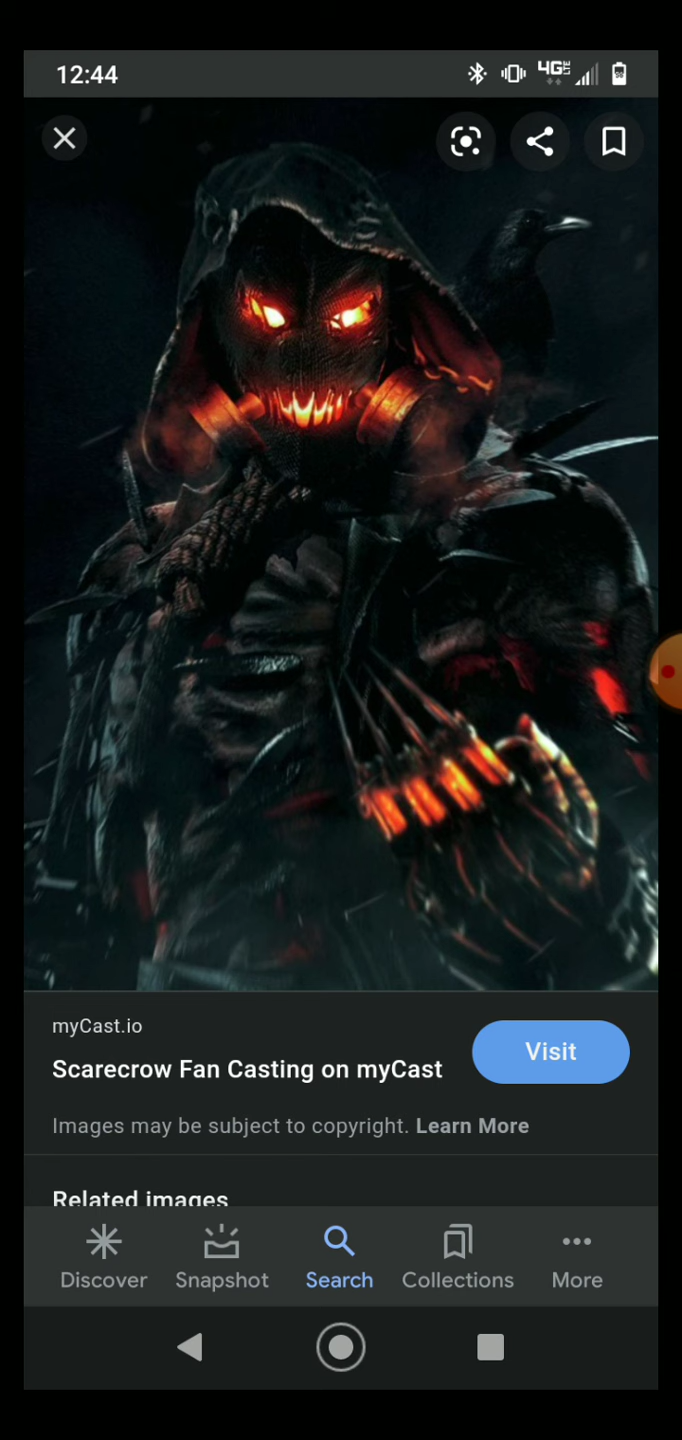 12:44
4G LTE
myCast.io
Scarecrow Fan Casting on myCast
Visit
Images may be subject to copyright. Learn More
Related images
Discover
Snapshot
Search
Collections
More